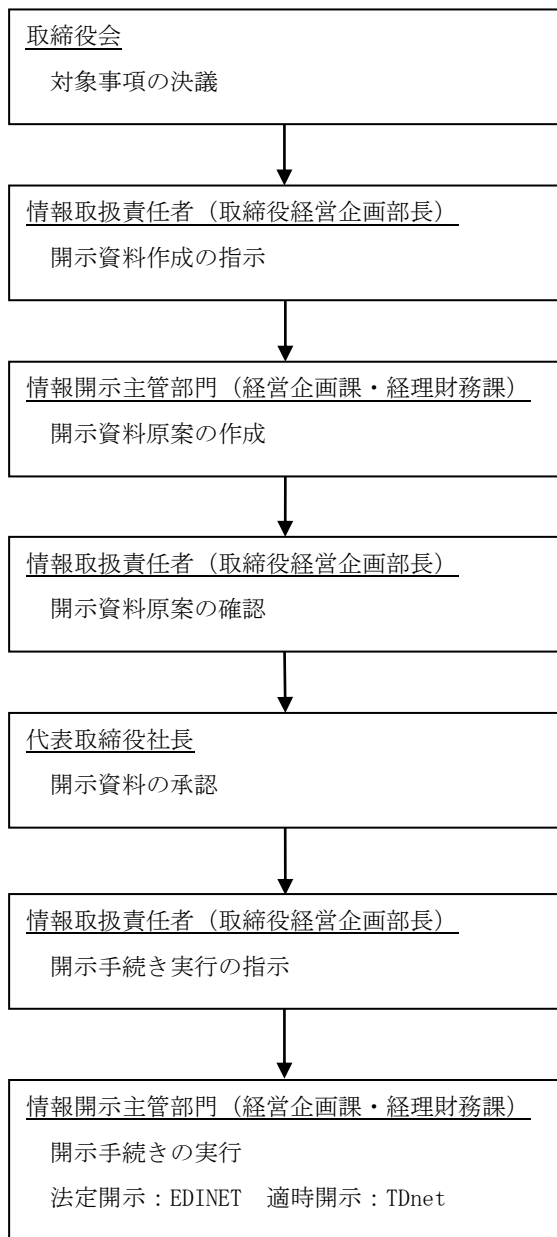 取締役会
対象事項の決議
情報取扱責任者（取締役経営企画部長）
開示資料作成の指示
情報開示主管部門（経営企画課・経理財務課）
開示資料原案の作成
情報取扱責任者（取締役経営企画部長）
開示資料原案の確認
代表取締役社長
開示資料の承認
情報取扱責任者（取締役経営企画部長）
開示手続き実行の指示
情報開示主管部門（経営企画課・経理財務課）
開示手続きの実行
法定開示：EDINET　適時開示：TDnet